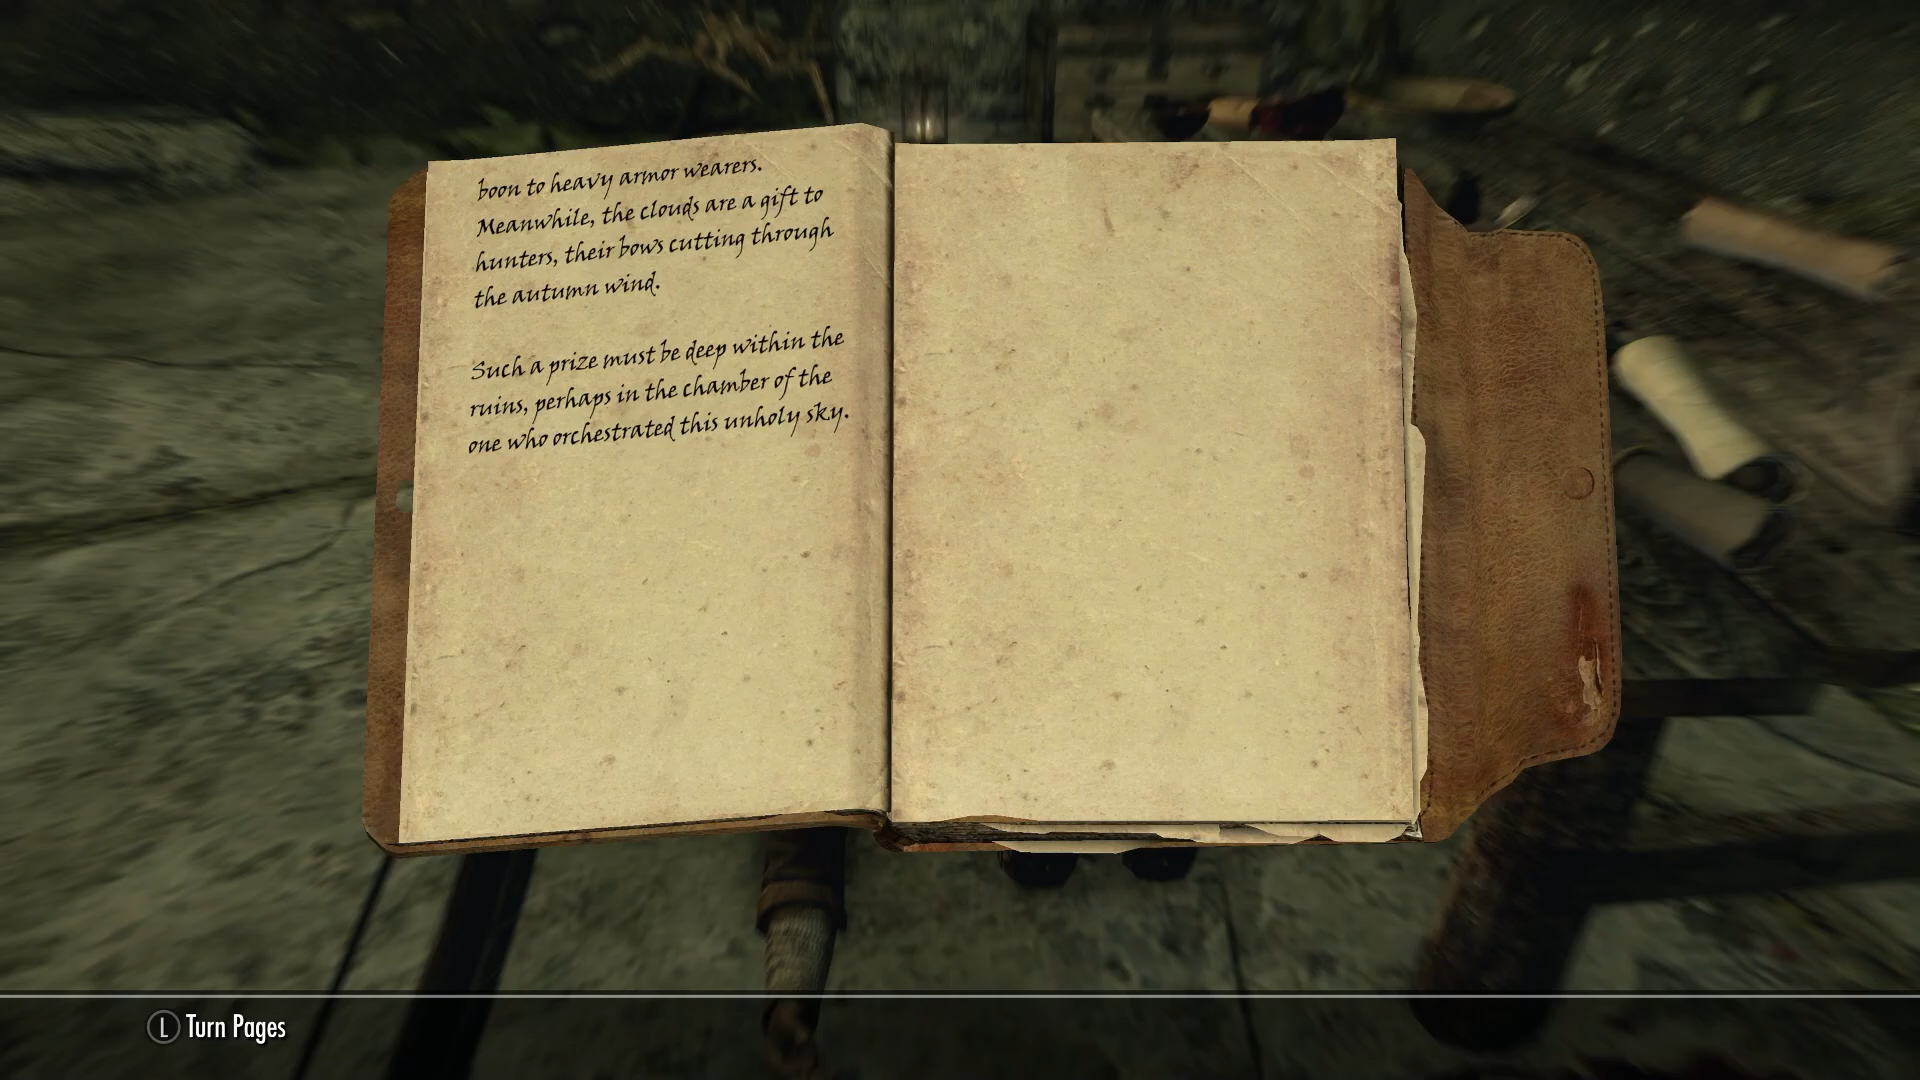 boon to heavy armor wearers.
Meanwhile, the clouds are a gift to
hunters, their bows cutting through
the autumn wind.
Such a prize must be deep within the
ruins, perhaps in the chamber of the
one who orchestrated this unholy sky.
L Turn Pages